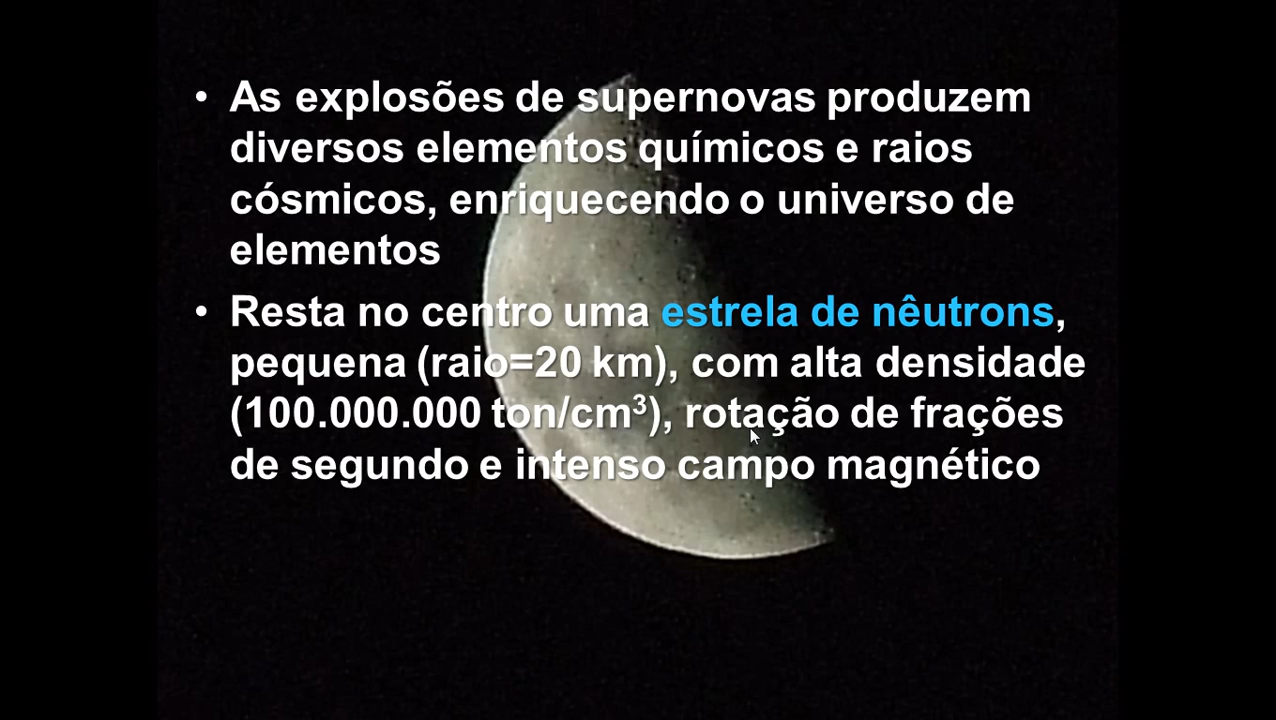 • As explosões de supernovas produzem
diversos elementos químicos e raios
cósmicos, enriquecendo o universo de
elementos
• Resta no centro uma estrela de nêutrons,
pequena (raio=20 km), com alta densidade
(100.000.000 ton/cm³), rotação de frações
de segundo e intenso campo magnético